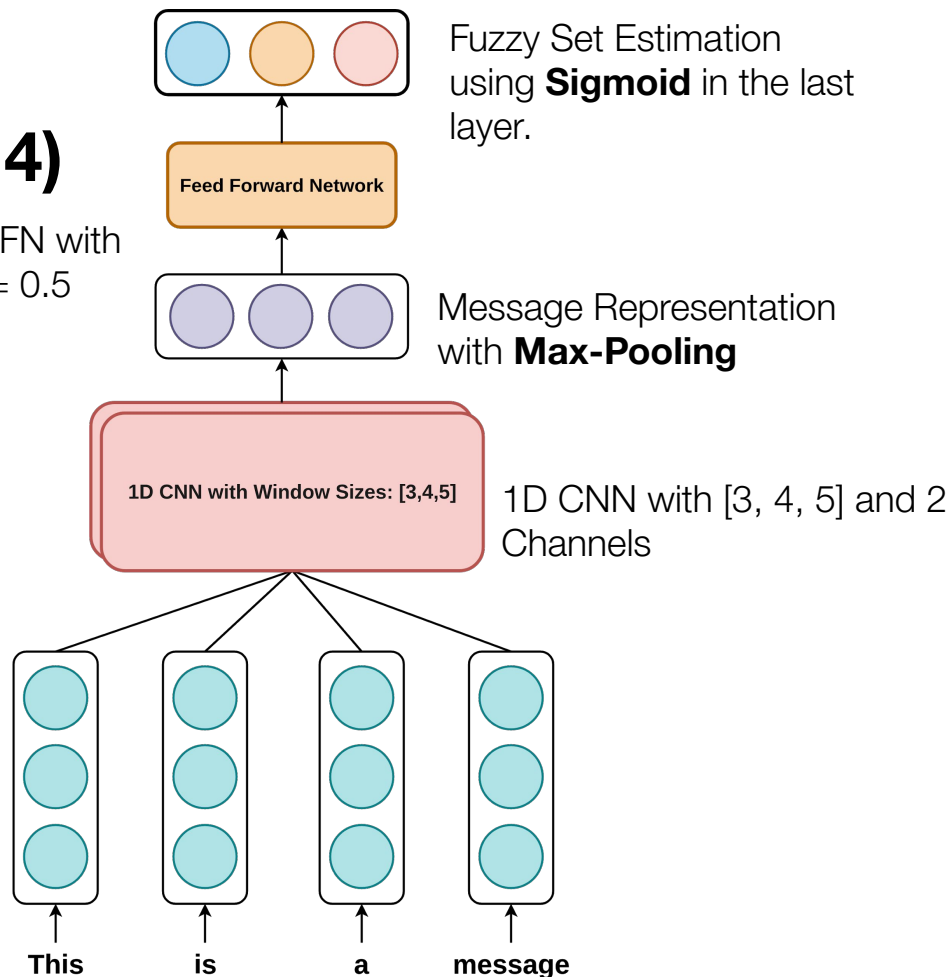 Fuzzy Set Estimation
using Sigmoid in the last
layer.
4)
Feed Forward Network
FN with
= 0.5
Message Representation
with Max-Pooling
1D CNN with Window Sizes: [3,4,5]
1D CNN with [3, 4, 5] and 2
Channels
This is a message